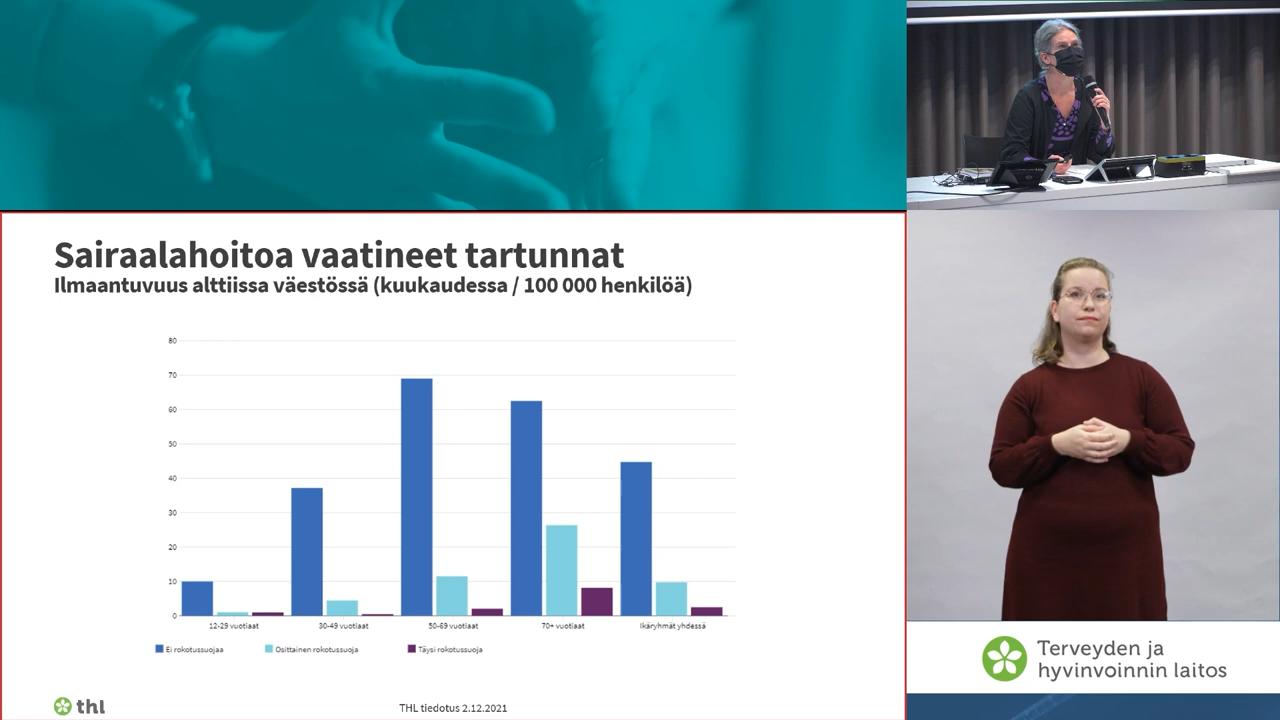 Sairaalahoitoa vaatineet tartunnat
Ilmaantuvuus alttiissa väestössä (kuukaudessa / 100 000 henkilöä)
80
70
60
50
40
30
20
10
0
12-29 vuotiaat
30-49 vuotiaat
50-69 vuotiaat
70+ vuotiaat
Ikäryhmät yhdessä
Ei rokotussuojaa
Osittainen rokotussuoja
Täysi rokotussuoja
thl
THL tiedotus 2.12.2021
Terveyden ja
hyvinvoinnin laitos